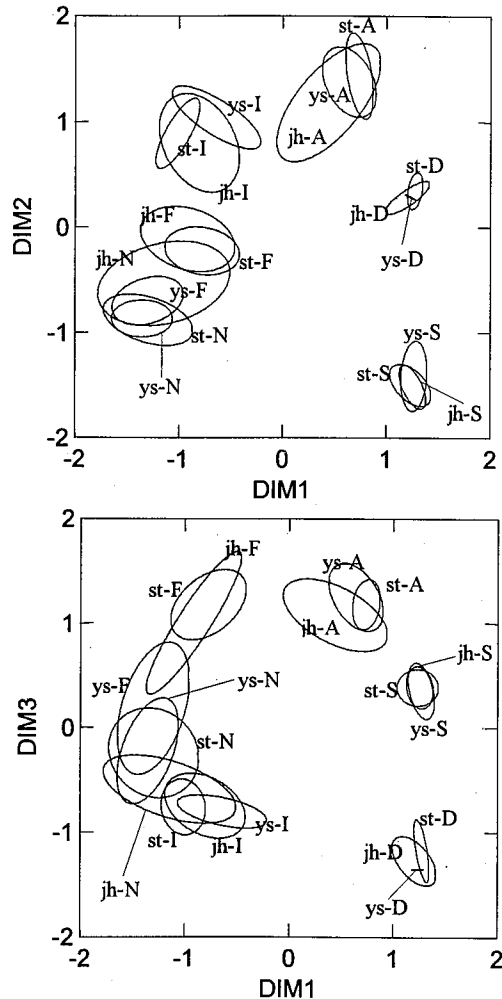 2
st-A
ys-I
ys-A
1
st-I
jh-A
st-D
jh-I
jh-F
jh-D
DIM2
0
jh-N
st-F
ys-D
ys-F
ys-S
-1
st-N
st-S
ys-N
jh-S
-2
-2 -1 0 1 2
DIM1
2
jh-F
ys-A
st-F
st-A
1
jh-A
jh-S
ys-F
ys-N
st-S
ys-S
DIM3
0
st-N
-1
st-I
jh-I
ys-I
st-D
jh-D
jh-N
ys-D
-2
-2 -1 0 1 2
DIM1